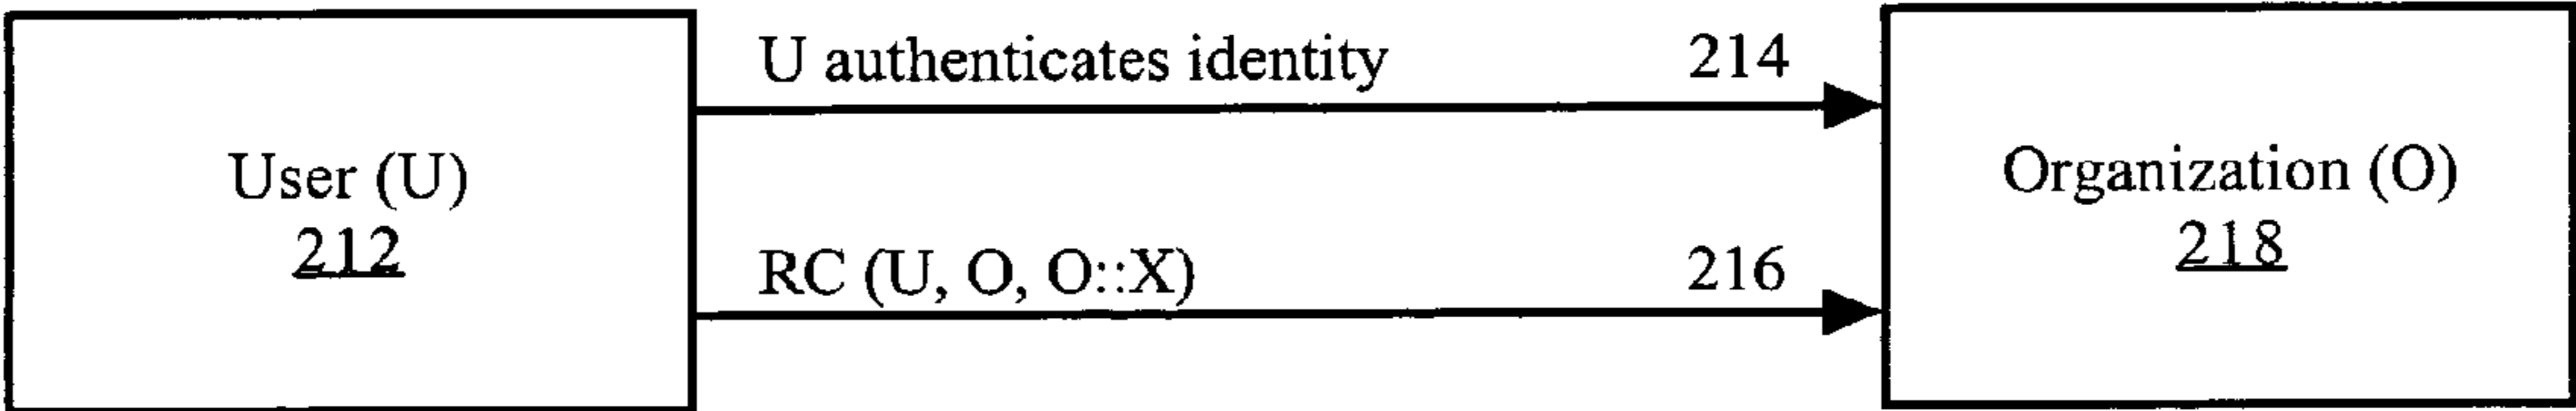 User (U)
212
U authenticates identity 214
RC (U, O, O::X) 216
Organization (O)
218